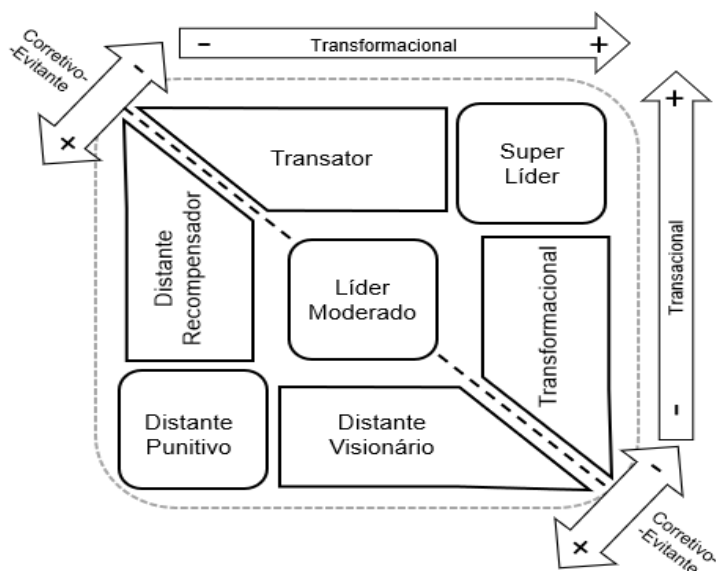 Corretivo-
-Evitante
-
+
- Transformacional +
Transator
Super
Líder
+
Transacional
-
Distante
Recompensador
Líder
Moderado
Transformacional
Distante
Punitivo
Distante
Visionário
-
+
Corretivo-
-Evitante